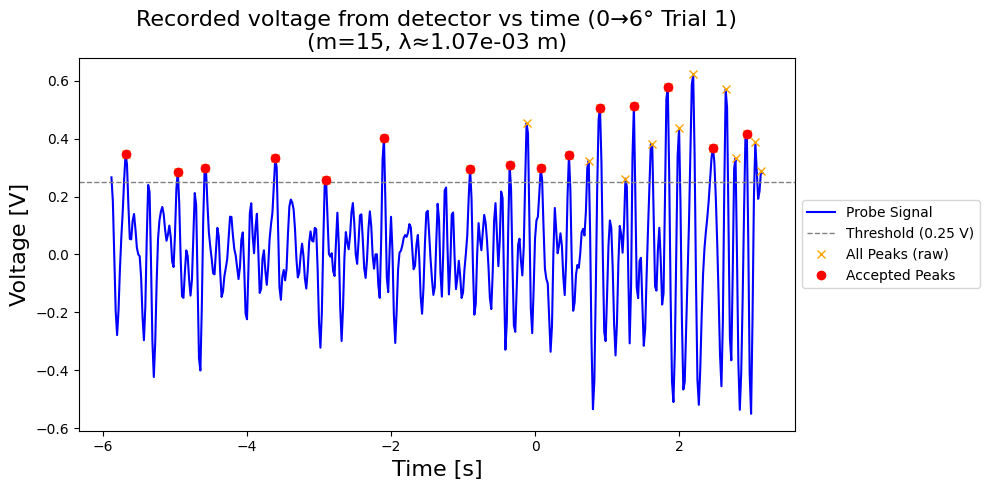 Recorded voltage from detector vs time (0→6° Trial 1)
(m=15, λ≈1.07e-03 m)
Voltage [V]
0.6
0.4
0.2
0.0
−0.2
−0.4
−0.6
−6
−4
−2
0
2
Time [s]
Probe Signal
Threshold (0.25 V)
All Peaks (raw)
Accepted Peaks